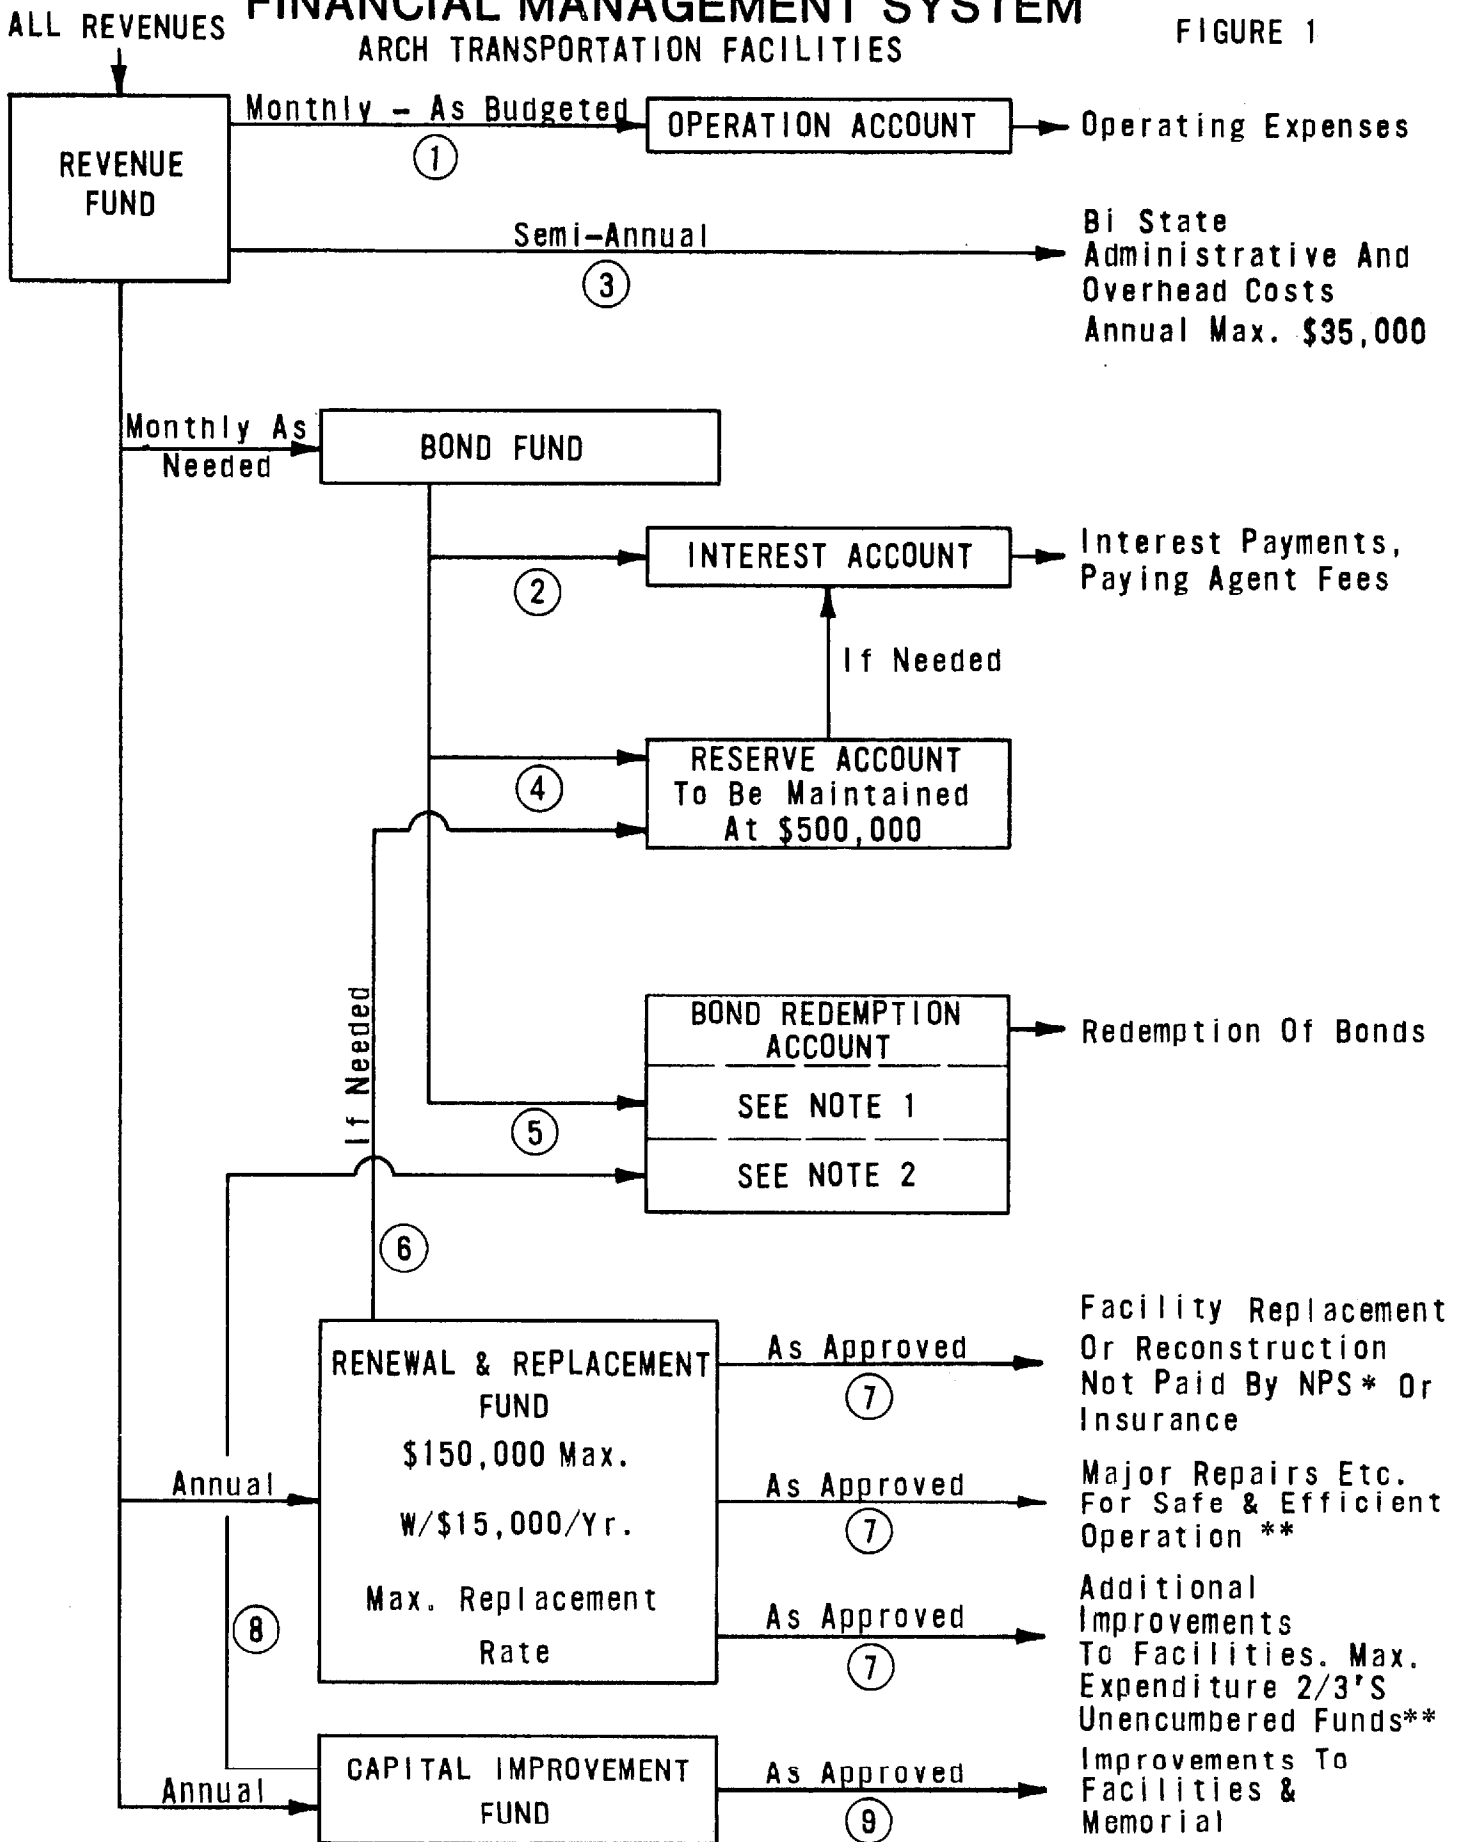 FINANCIAL MANAGEMENT SYSTEM
ALL REVENUES
ARCH TRANSPORTATION FACILITIES
FIGURE 1
REVENUE
FUND
Monthly - As Budgeted
1
OPERATION ACCOUNT
Operating Expenses
Semi-Annual
3
Bi State
Administrative And
Overhead Costs
Annual Max. $35,000
Monthly As
Needed
BOND FUND
2
INTEREST ACCOUNT
Interest Payments,
Paying Agent Fees
If Needed
4
RESERVE ACCOUNT
To Be Maintained
At $500,000
If Needed
BOND REDEMPTION
ACCOUNT
Redemption Of Bonds
5
SEE NOTE 1
SEE NOTE 2
6
RENEWAL & REPLACEMENT
FUND
$150,000 Max.
W/$15,000/Yr.
Max. Replacement
Rate
Annual
As Approved
7
Facility Replacement
Or Reconstruction
Not Paid By NPS* Or
Insurance
As Approved
7
Major Repairs Etc.
For Safe & Efficient
Operation **
As Approved
7
Additional
Improvements
To Facilities. Max.
Expenditure 2/3'S
Unencumbered Funds**
8
Annual
CAPITAL IMPROVEMENT
FUND
As Approved
9
Improvements To
Facilities &
Memorial